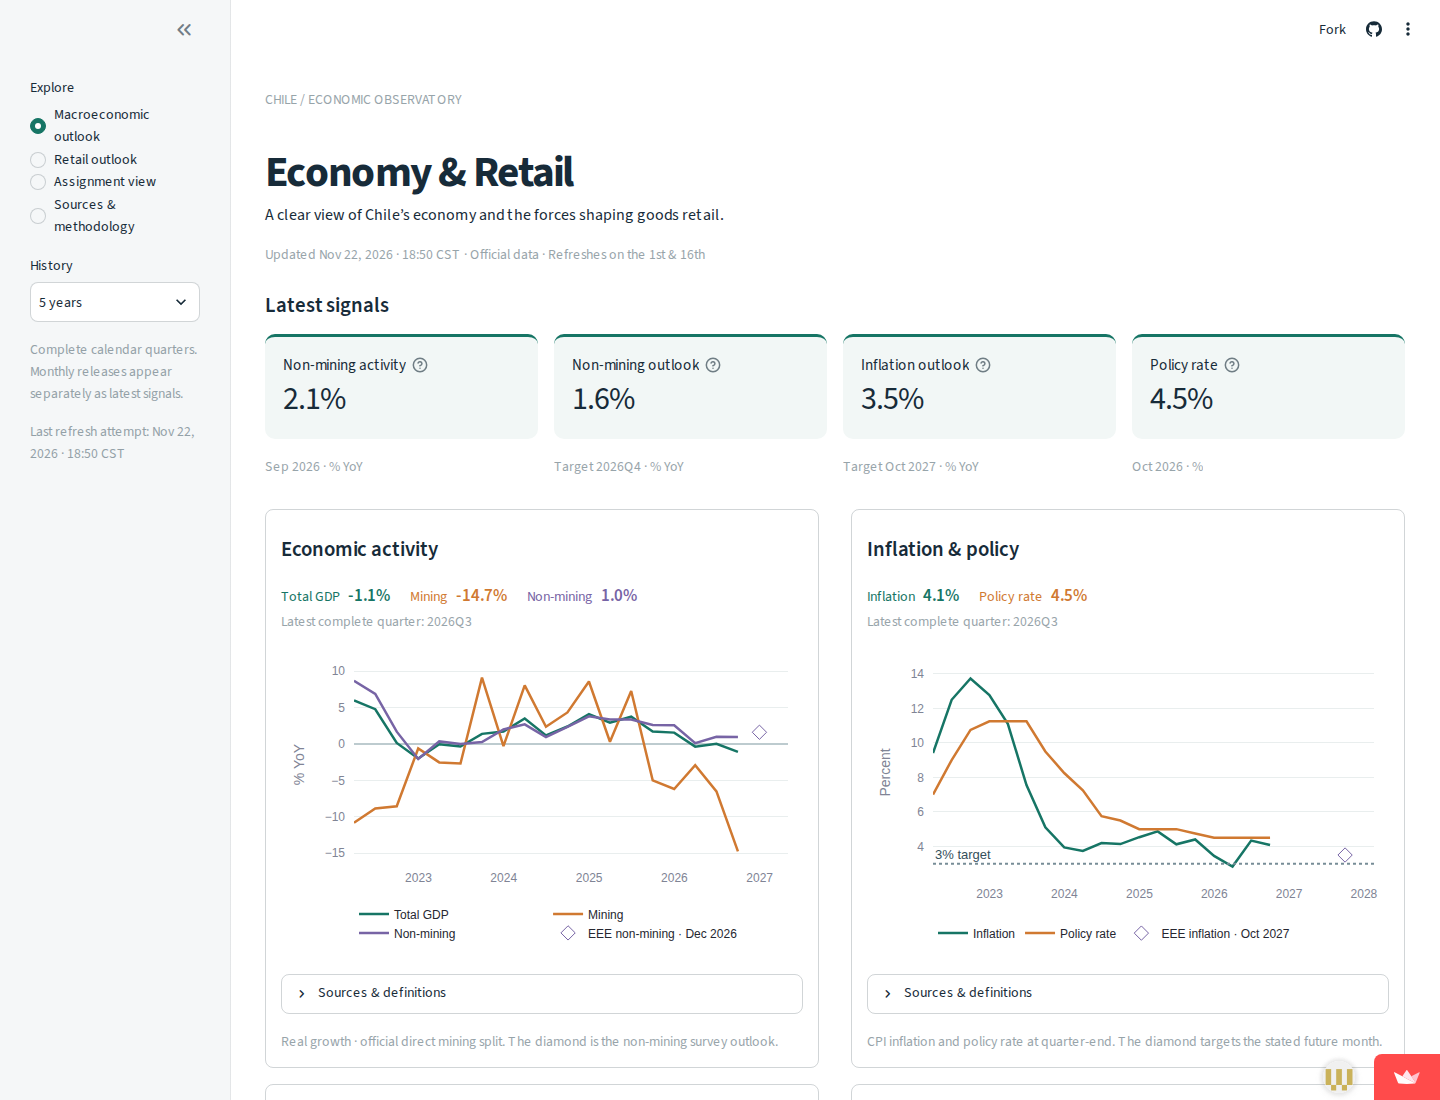 Fork
Explore
Macroeconomic
outlook
Retail outlook
Assignment view
Sources &
methodology
History
5 years
Complete calendar quarters.
Monthly releases appear
separately as latest signals.
Last refresh attempt: Nov 22,
2026 · 18:50 CST
CHILE / ECONOMIC OBSERVATORY
Economy & Retail
A clear view of Chile’s economy and the forces shaping goods retail.
Updated Nov 22, 2026 · 18:50 CST · Official data · Refreshes on the 1st & 16th
Latest signals
Non-mining activity
2.1%
Sep 2026 · % YoY
Non-mining outlook
1.6%
Target 2026Q4 · % YoY
Inflation outlook
3.5%
Target Oct 2027 · % YoY
Policy rate
4.5%
Oct 2026 · %
Economic activity
Total GDP -1.1% Mining -14.7% Non-mining 1.0%
Latest complete quarter: 2026Q3
% YoY
10
5
0
−5
−10
−15
2023 2024 2025 2026 2027
Total GDP Mining
Non-mining EEE non-mining · Dec 2026
Sources & definitions
Real growth · official direct mining split. The diamond is the non-mining survey outlook.
Inflation & policy
Inflation 4.1% Policy rate 4.5%
Latest complete quarter: 2026Q3
Percent
14
12
10
8
6
4
3% target
2023 2024 2025 2026 2027 2028
Inflation Policy rate EEE inflation · Oct 2027
Sources & definitions
CPI inflation and policy rate at quarter-end. The diamond targets the stated future month.